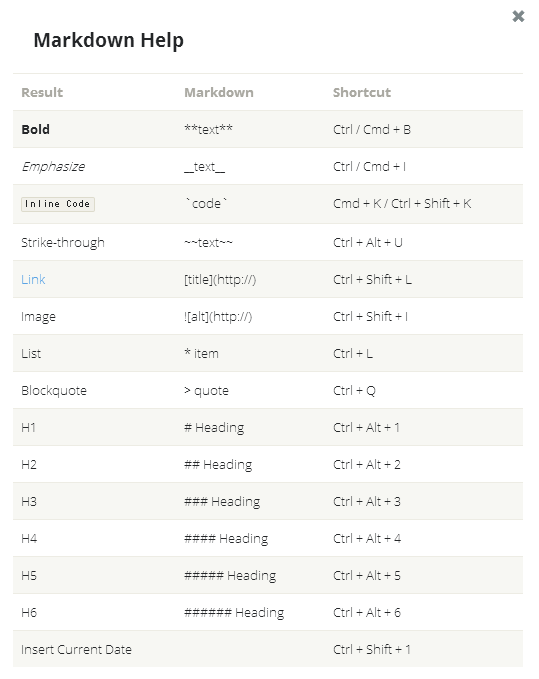 Markdown Help
Result Markdown Shortcut
Bold **text** Ctrl / Cmd + B
Emphasize __text__ Ctrl / Cmd + I
Inline Code `code` Cmd + K / Ctrl + Shift + K
Strike-through ~~text~~ Ctrl + Alt + U
Link [title](http://) Ctrl + Shift + L
Image ![alt](http://) Ctrl + Shift + I
List * item Ctrl + L
Blockquote > quote Ctrl + Q
H1 # Heading Ctrl + Alt + 1
H2 ## Heading Ctrl + Alt + 2
H3 ### Heading Ctrl + Alt + 3
H4 #### Heading Ctrl + Alt + 4
H5 ##### Heading Ctrl + Alt + 5
H6 ###### Heading Ctrl + Alt + 6
Insert Current Date Ctrl + Shift + 1